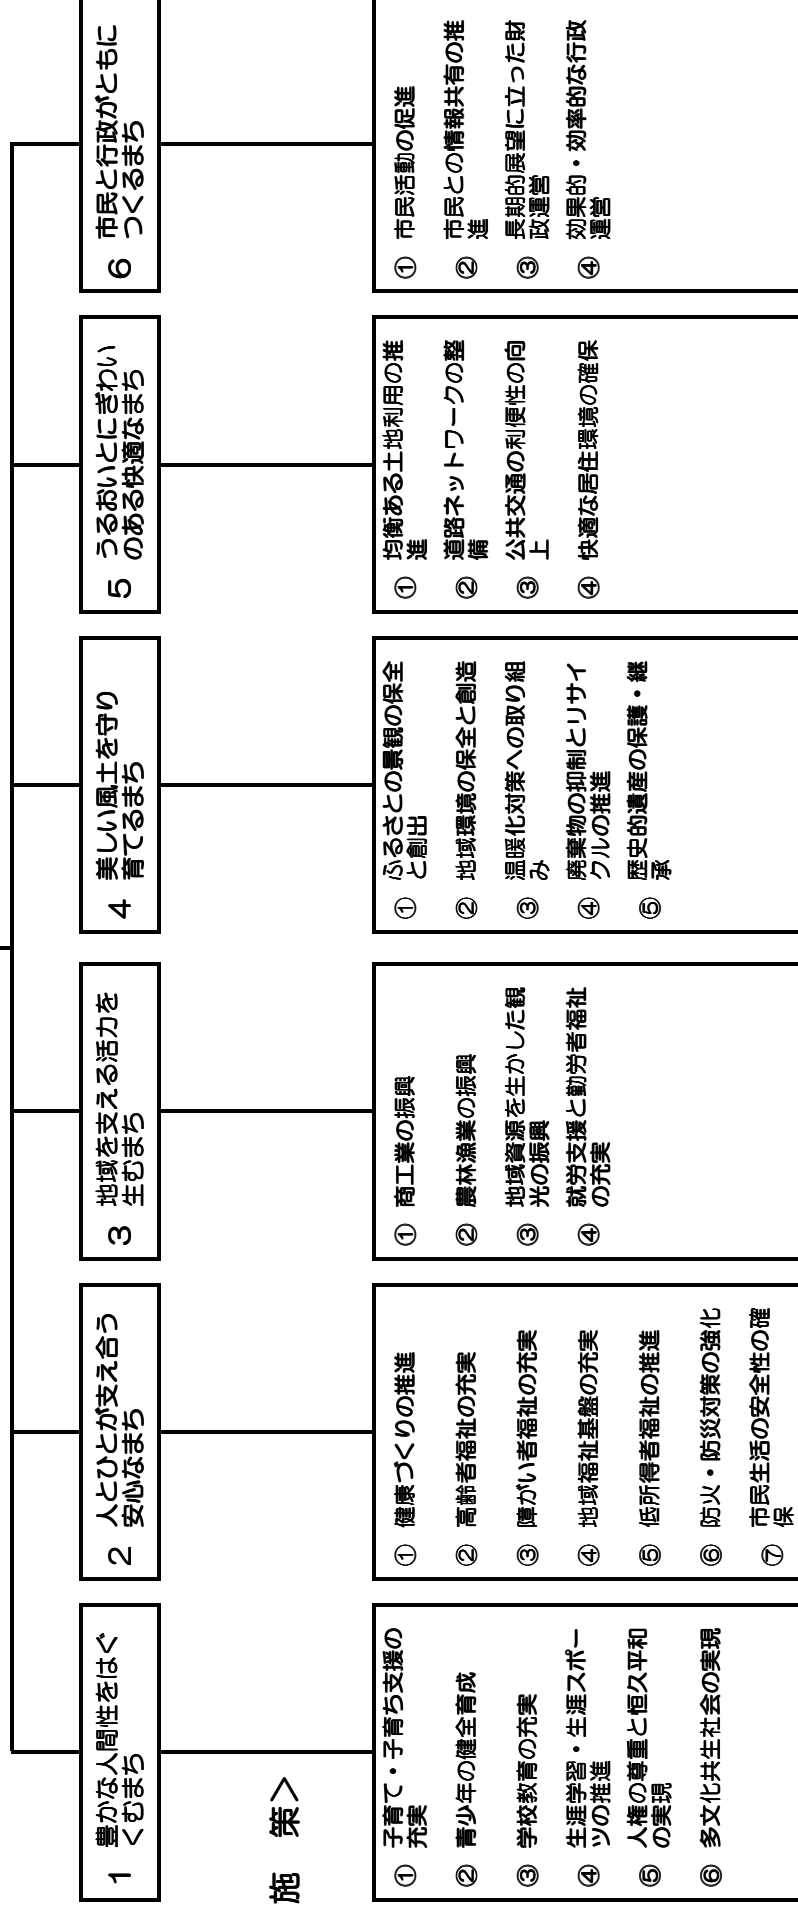 1 豊かな人間性をはぐ
くむまち
2 人とひとが支え合う
安心なまち
3 地域を支える活力を
生むまち
4 美しい風土を守り
育てるまち
5 うるおいとにぎわい
のある快適なまち
6 市民と行政がともに
つくるまち
施 策>
① 子育て・子育ち支援の
充実
② 青少年の健全育成
③ 学校教育の充実
④ 生涯学習・生涯スポー
ツの推進
⑤ 人権の尊重と恒久平和
の実現
⑥ 多文化共生社会の実現
① 健康づくりの推進
② 高齢者福祉の充実
③ 障がい者福祉の充実
④ 地域福祉基盤の充実
⑤ 低所得者福祉の推進
⑥ 防火・防災対策の強化
⑦ 市民生活の安全性の確
保
① 商工業の振興
② 農林漁業の振興
③ 地域資源を生かした観
光の振興
④ 就労支援と勤労者福祉
の充実
① ふるさとの景観の保全
と創出
② 地域環境の保全と創造
③ 温暖化対策への取り組
み
④ 廃棄物の抑制とリサイ
クルの推進
⑤ 歴史的遺産の保護・継
承
① 均衡ある土地利用の推
進
② 道路ネットワークの整
備
③ 公共交通の利便性の向
上
④ 快適な居住環境の確保
① 市民活動の促進
② 市民との情報共有の推
進
③ 長期的展望に立った財
政運営
④ 効果的・効率的な行政
運営